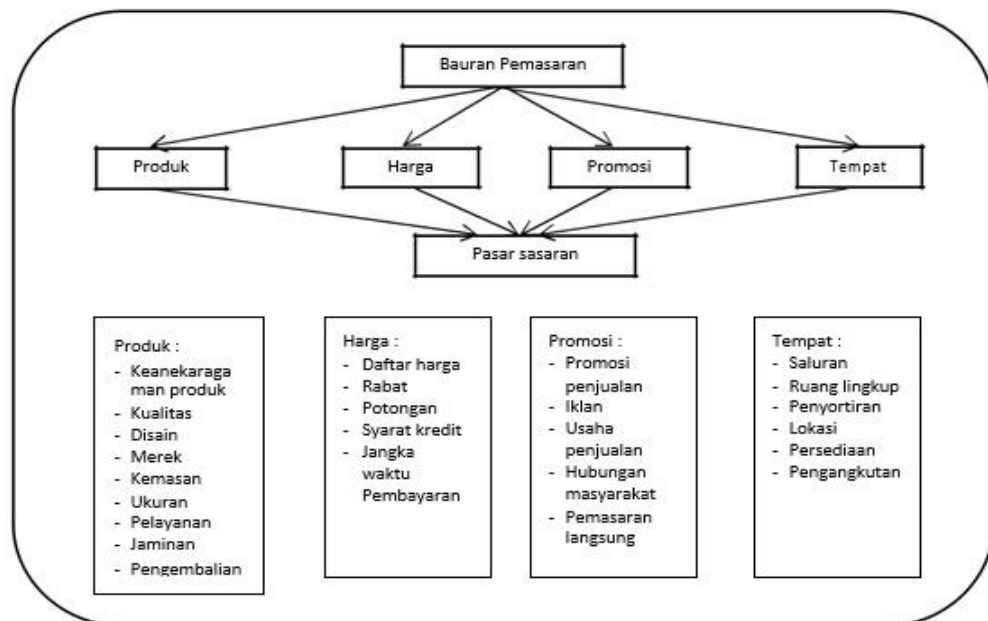 Bauran Pemasaran
Produk
Harga
Promosi
Tempat
Pasar sasaran
Produk :
- Keanekaraga
man produk
- Kualitas
- Disain
- Merek
- Kemasan
- Ukuran
- Pelayanan
- Jaminan
- Pengembalian
Harga :
- Daftar harga
- Rabat
- Potongan
- Syarat kredit
- Jangka
waktu
Pembayaran
Promosi :
- Promosi
penjualan
- Iklan
- Usaha
penjualan
- Hubungan
masyarakat
- Pemasaran
langsung
Tempat :
- Saluran
- Ruang lingkup
- Penyortiran
- Lokasi
- Persediaan
- Pengangkutan